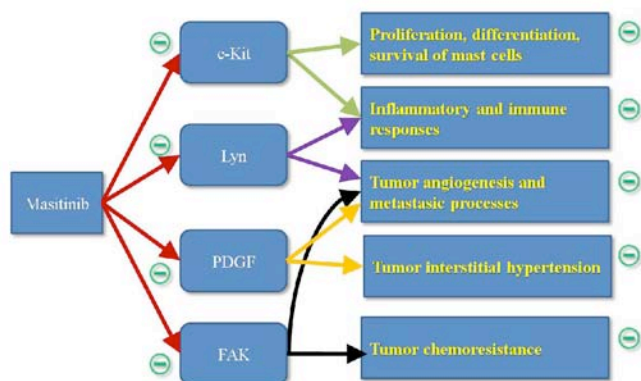 c-Kit
Proliferation, differentiation,
survival of mast cells
Inflammatory and immune
responses
Lyn
Masitinib
Tumor angiogenesis and
metastasic processes
PDGF
Tumor interstitial hypertension
FAK
Tumor chemoresistance